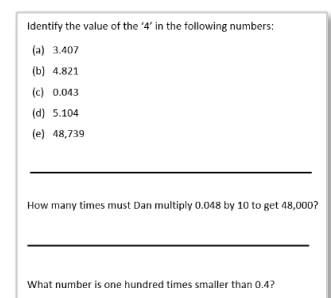 Identify the value of the ‘4’ in the following numbers:
(a) 3.407
(b) 4.821
(c) 0.043
(d) 5.104
(e) 48,739
How many times must Dan multiply 0.048 by 10 to get 48,000?
What number is one hundred times smaller than 0.4?